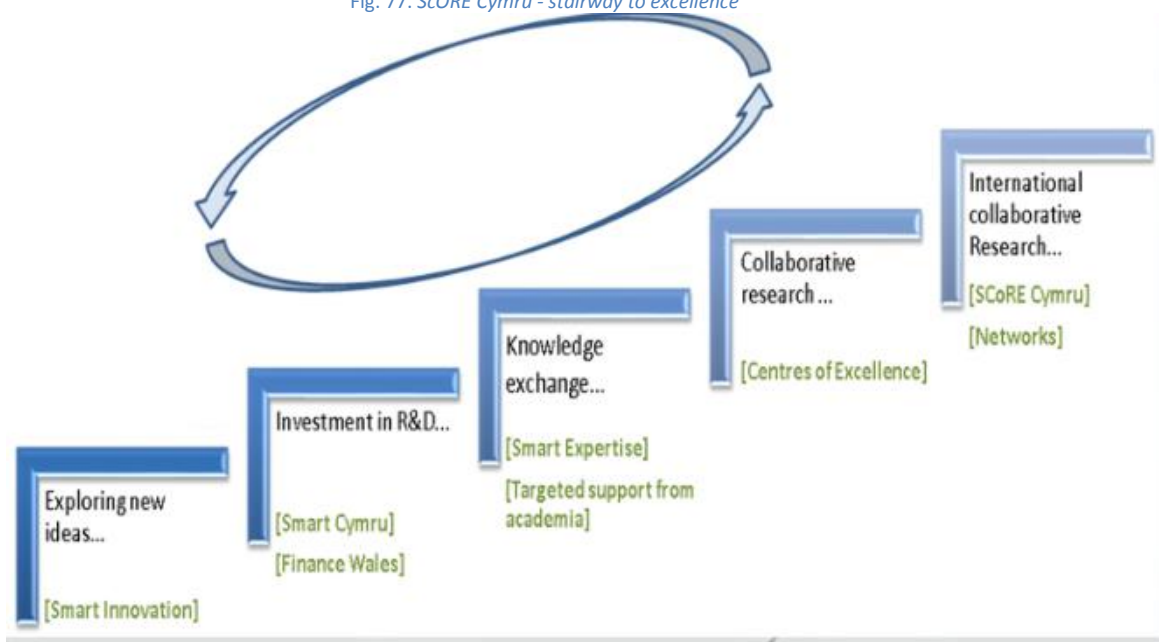 Fig. 77. ScORE Cymru - stairway to excellence
Exploring new
ideas...
[Smart Innovation]
Investment in R&D...
[Smart Cymru]
[Finance Wales]
Knowledge
exchange...
[Smart Expertise]
[Targeted support from
academia]
Collaborative
research ...
[Centres of Excellence]
International
collaborative
Research...
[SCoRE Cymru]
[Networks]